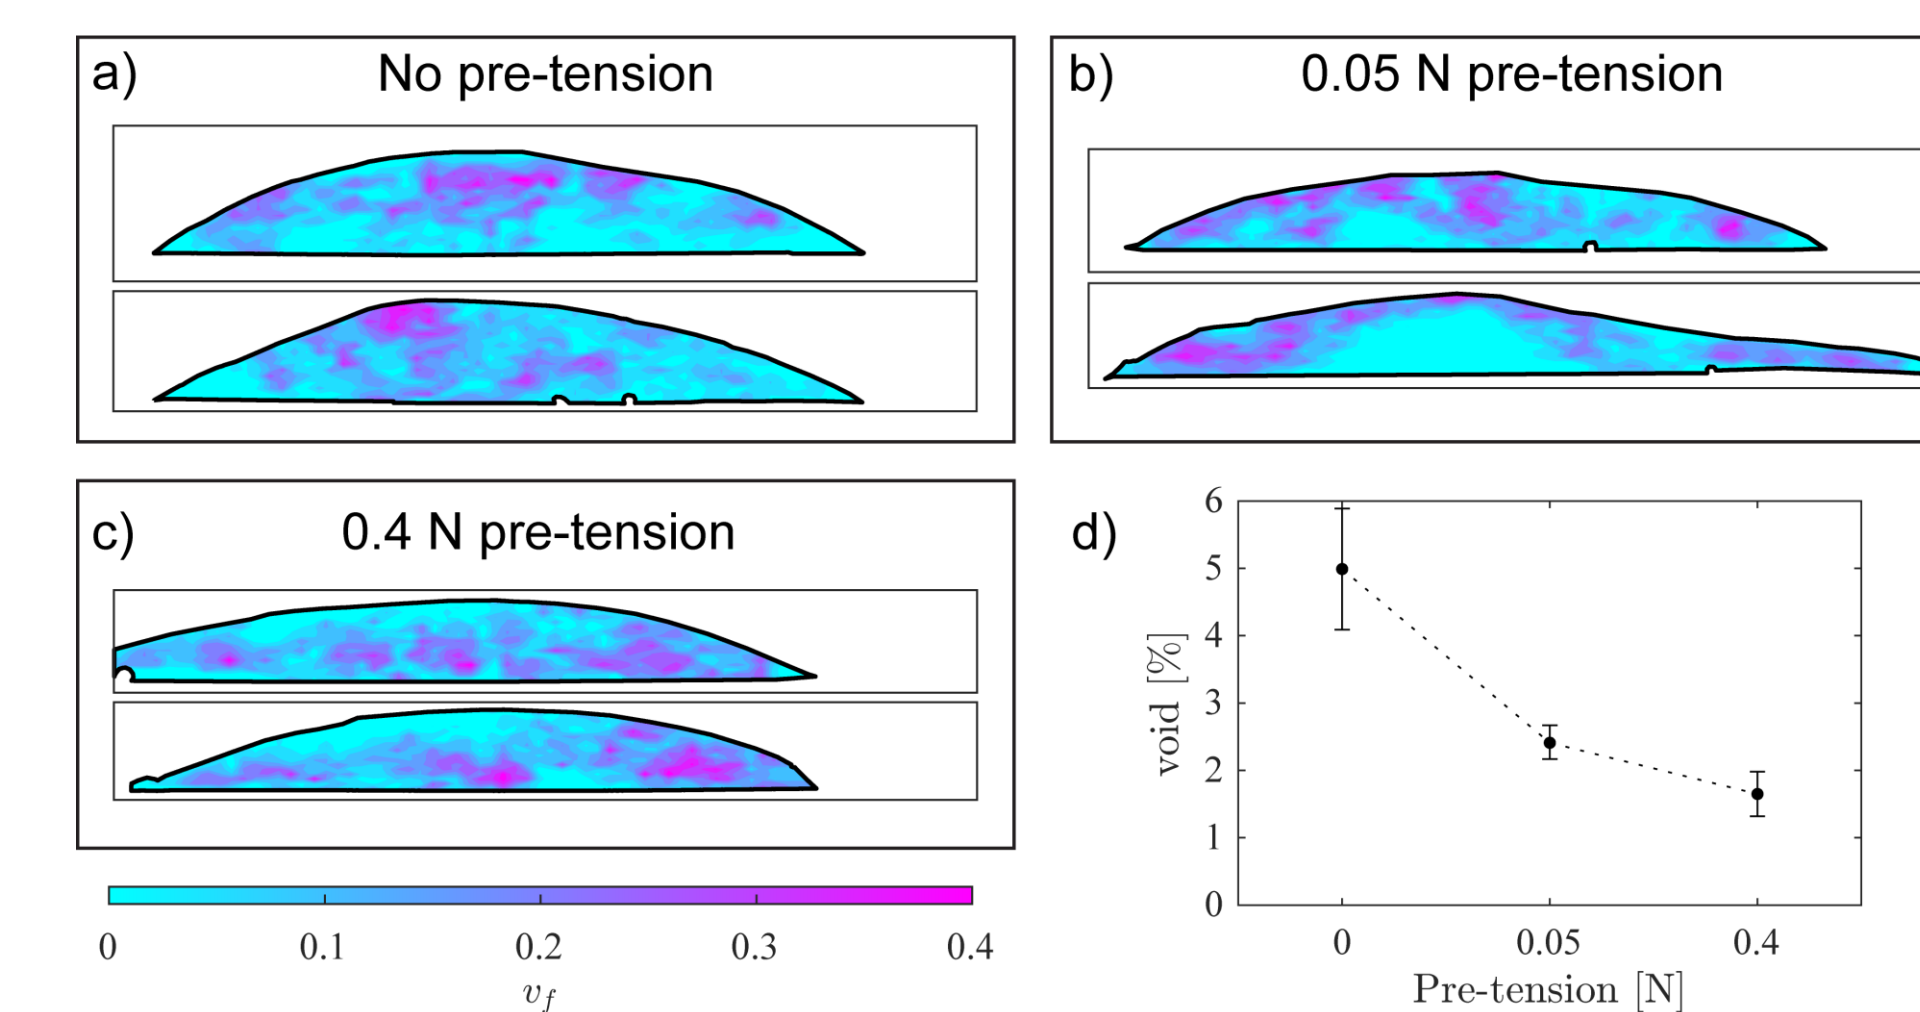 a) No pre-tension
b) 0.05 N pre-tension
c) 0.4 N pre-tension
0 0.1 0.2 0.3 0.4
v_f
d)
6
5
4
3
2
1
0
void [%]
0 0.05 0.4
Pre-tension [N]